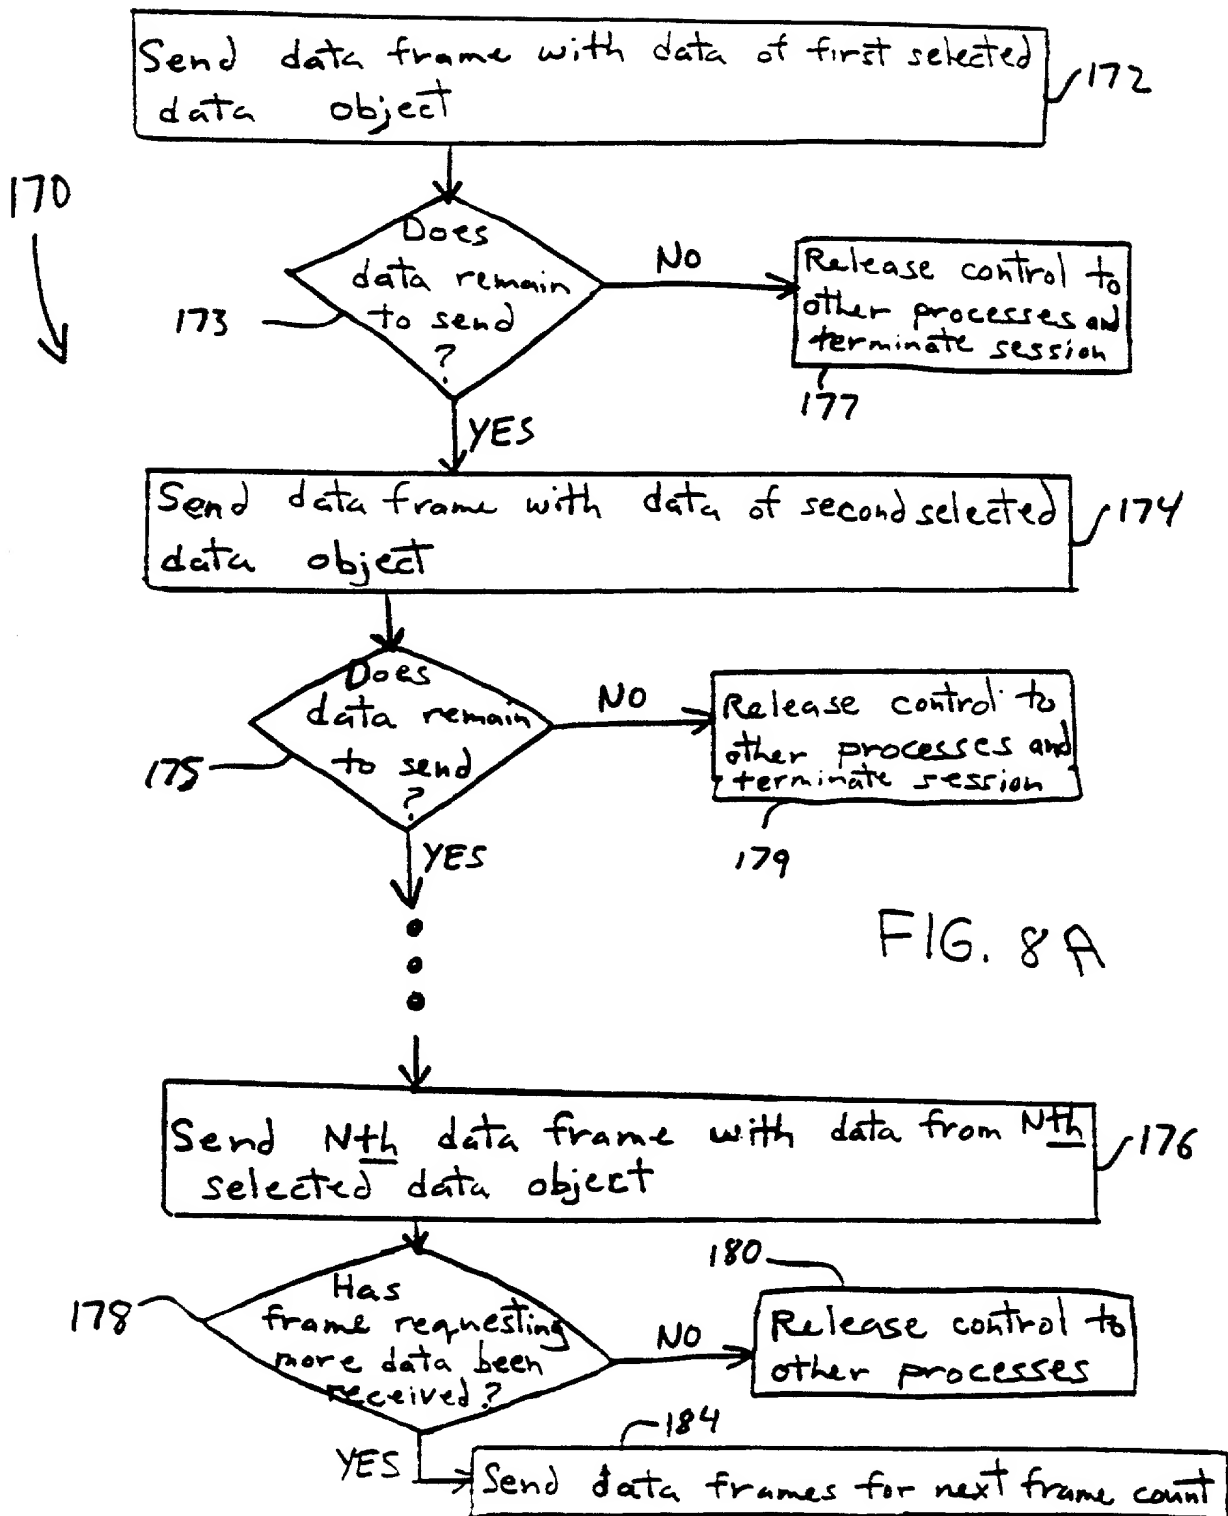 Send data frame with data of first selected
data object
172
170
Does
data remain
to send
?
173
NO
Release control to
other processes and
terminate session
177
YES
Send data frame with data of second selected
data object
174
Does
data remain
to send
?
175
NO
Release control to
other processes and
terminate session
179
YES
FIG. 8A
Send Nth data frame with data from Nth
selected data object
176
Has
frame requesting
more data been
received?
178
NO
180
Release control to
other processes
YES
184
Send data frames for next frame count